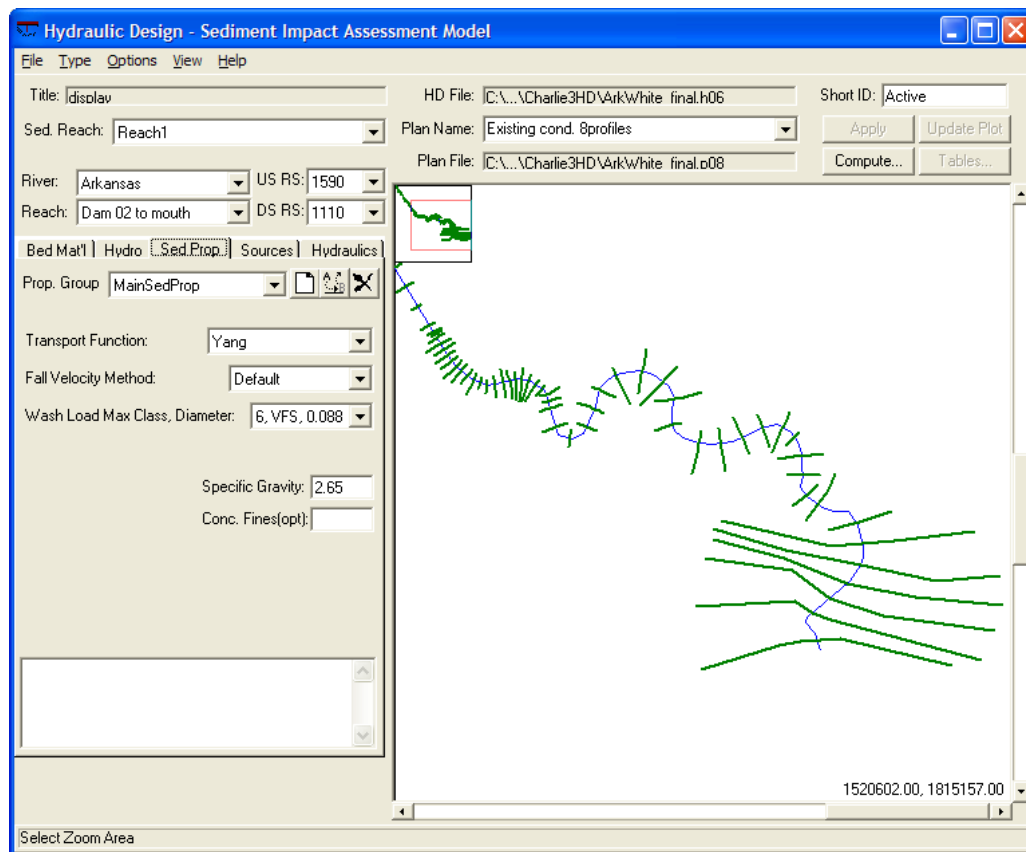 Hydraulic Design - Sediment Impact Assessment Model
File Type Options View Help
Title: display HD File: C:\...\Charlie3HD\ArkWhite_final.h06 Short ID: Active
Sed. Reach: Reach1 Plan Name: Existing cond. 8profiles Apply Update Plot
Plan File: C:\...\Charlie3HD\ArkWhite_final.p08 Compute... Tables...
River: Arkansas US RS: 1590
Reach: Dam 02 to mouth DS RS: 1110
Bed Mat'l Hydro Sed Prop Sources Hydraulics
Prop. Group MainSedProp
Transport Function: Yang
Fall Velocity Method: Default
Wash Load Max Class, Diameter: 6, VFS, 0.088
Specific Gravity: 2.65
Conc. Fines(opt):
1520602.00, 1815157.00
Select Zoom Area